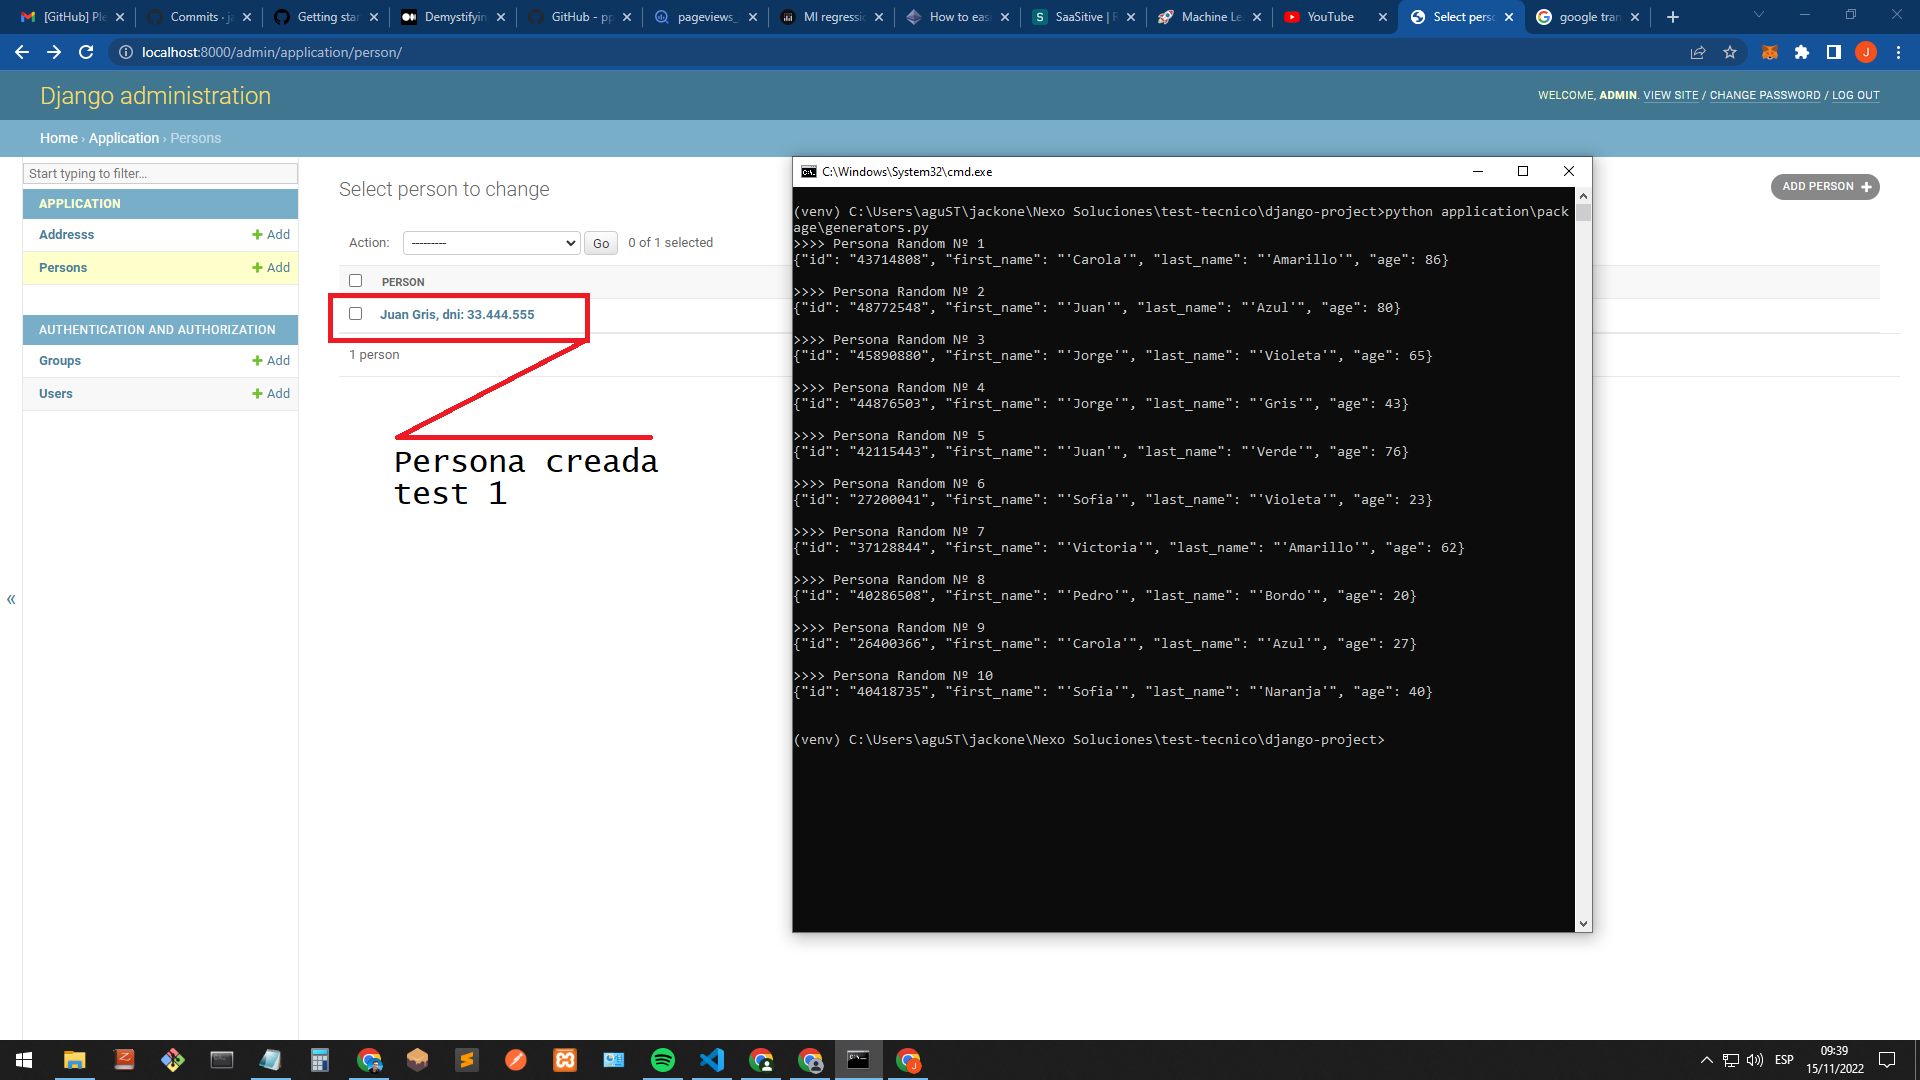 [GitHub] Ple
Commits · ja
Getting star
Demystifyin
GitHub - pp
pageviews_
MI regressio
How to easi
SaaSitive | R
Machine Le
YouTube
Select perso
google tran
localhost:8000/admin/application/person/
J
Django administration
WELCOME, ADMIN. VIEW SITE / CHANGE PASSWORD / LOG OUT
Home › Application › Persons
Start typing to filter...
APPLICATION
Addresss + Add
Persons + Add
AUTHENTICATION AND AUTHORIZATION
Groups + Add
Users + Add
«
Select person to change
ADD PERSON +
Action: --------- Go 0 of 1 selected
PERSON
Juan Gris, dni: 33.444.555
1 person
Persona creada
test 1
C:\Windows\System32\cmd.exe
(venv) C:\Users\aguST\jackone\Nexo Soluciones\test-tecnico\django-project>python application\pack
age\generators.py
>>>> Persona Random Nº 1
{"id": "43714808", "first_name": "'Carola'", "last_name": "'Amarillo'", "age": 86}
>>>> Persona Random Nº 2
{"id": "48772548", "first_name": "'Juan'", "last_name": "'Azul'", "age": 80}
>>>> Persona Random Nº 3
{"id": "45890880", "first_name": "'Jorge'", "last_name": "'Violeta'", "age": 65}
>>>> Persona Random Nº 4
{"id": "44876503", "first_name": "'Jorge'", "last_name": "'Gris'", "age": 43}
>>>> Persona Random Nº 5
{"id": "42115443", "first_name": "'Juan'", "last_name": "'Verde'", "age": 76}
>>>> Persona Random Nº 6
{"id": "27200041", "first_name": "'Sofia'", "last_name": "'Violeta'", "age": 23}
>>>> Persona Random Nº 7
{"id": "37128844", "first_name": "'Victoria'", "last_name": "'Amarillo'", "age": 62}
>>>> Persona Random Nº 8
{"id": "40286508", "first_name": "'Pedro'", "last_name": "'Bordo'", "age": 20}
>>>> Persona Random Nº 9
{"id": "26400366", "first_name": "'Carola'", "last_name": "'Azul'", "age": 27}
>>>> Persona Random Nº 10
{"id": "40418735", "first_name": "'Sofia'", "last_name": "'Naranja'", "age": 40}
(venv) C:\Users\aguST\jackone\Nexo Soluciones\test-tecnico\django-project>
ESP
09:39
15/11/2022